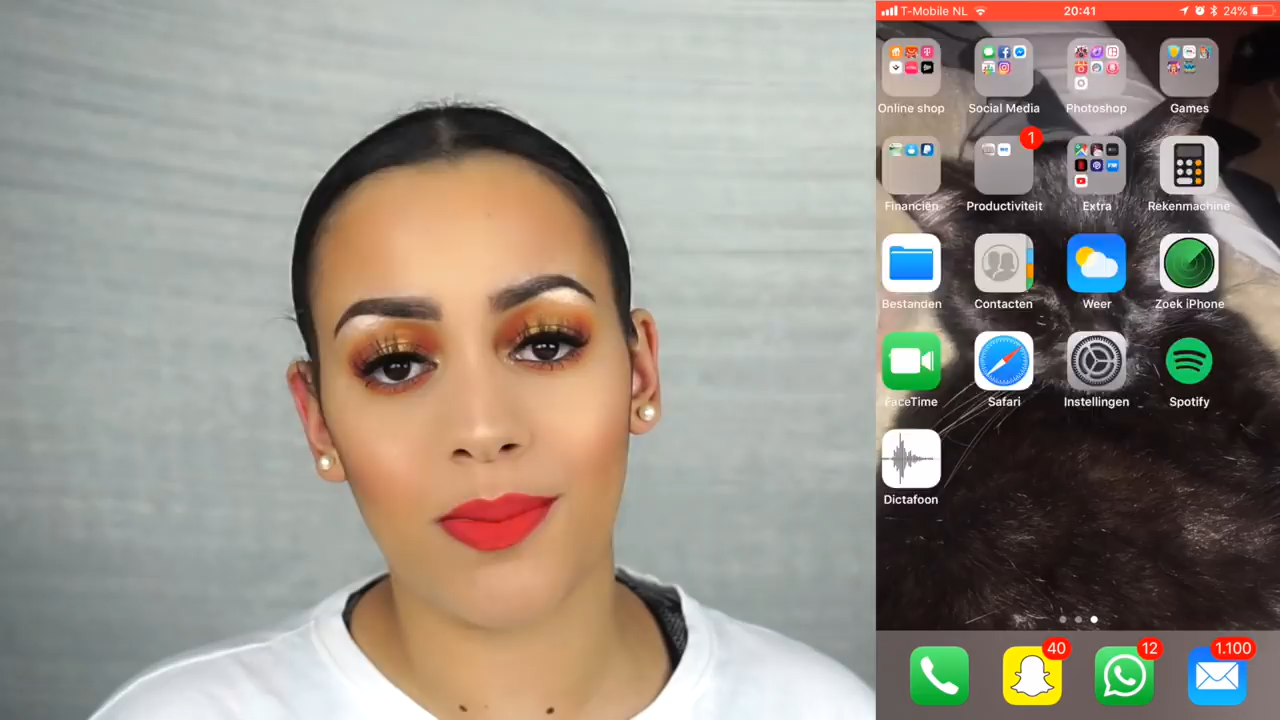 T-Mobile NL 20:41 24%
Online shop Social Media Photoshop Games
1
Financiën Productiviteit Extra Rekenmachine
Bestanden Contacten Weer Zoek iPhone
FaceTime Safari Instellingen Spotify
Dictafoon
40 12 1.100